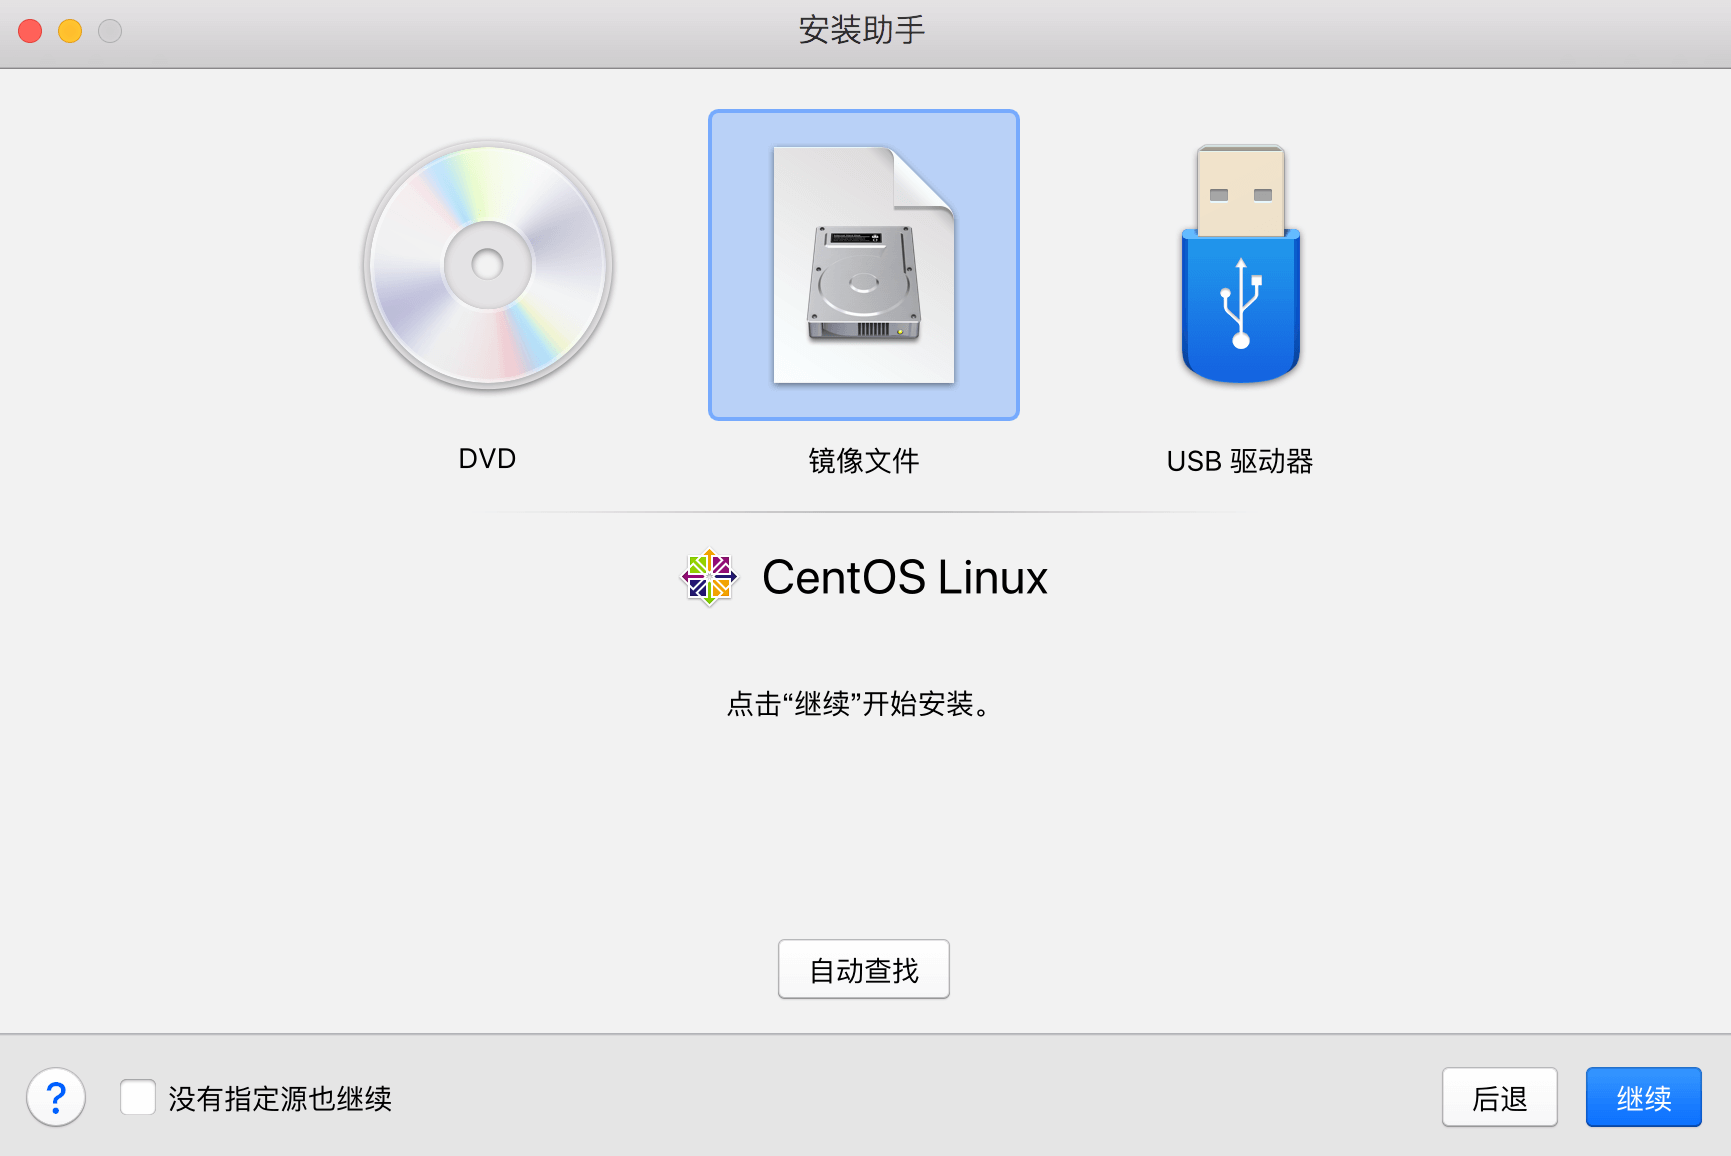 安装助手
DVD
镜像文件
USB 驱动器
CentOS Linux
点击“继续”开始安装。
自动查找
?
没有指定源也继续
后退
继续